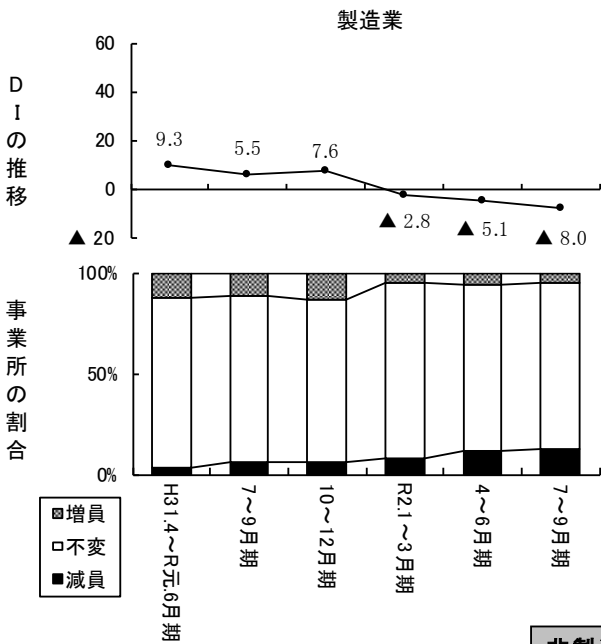 製造業
DIの推移
60
40
20
0
▲ 20
9.3
5.5
7.6
▲ 2.8
▲ 5.1
▲ 8.0
事業所の割合
100%
50%
0%
H31.4～R元.6月期
7～9月期
10～12月期
R2.1～3月期
4～6月期
7～9月期
増員
不変
減員